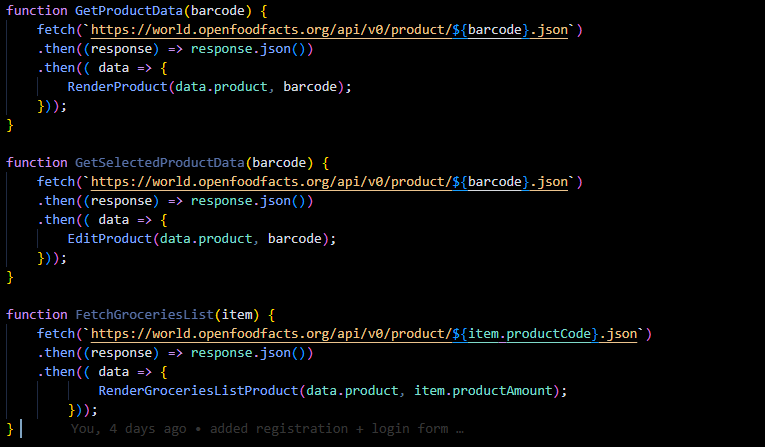 function GetProductData(barcode) {
    fetch(`https://world.openfoodfacts.org/api/v0/product/${barcode}.json`)
    .then((response) => response.json())
    .then(( data => {
        RenderProduct(data.product, barcode);
    }));
}

function GetSelectedProductData(barcode) {
    fetch(`https://world.openfoodfacts.org/api/v0/product/${barcode}.json`)
    .then((response) => response.json())
    .then(( data => {
        EditProduct(data.product, barcode);
    }));
}

function FetchGroceriesList(item) {
    fetch(`https://world.openfoodfacts.org/api/v0/product/${item.productCode}.json`)
    .then((response) => response.json())
    .then(( data => {
            RenderGroceriesListProduct(data.product, item.productAmount);
        }));
} You, 4 days ago • added registration + login form …